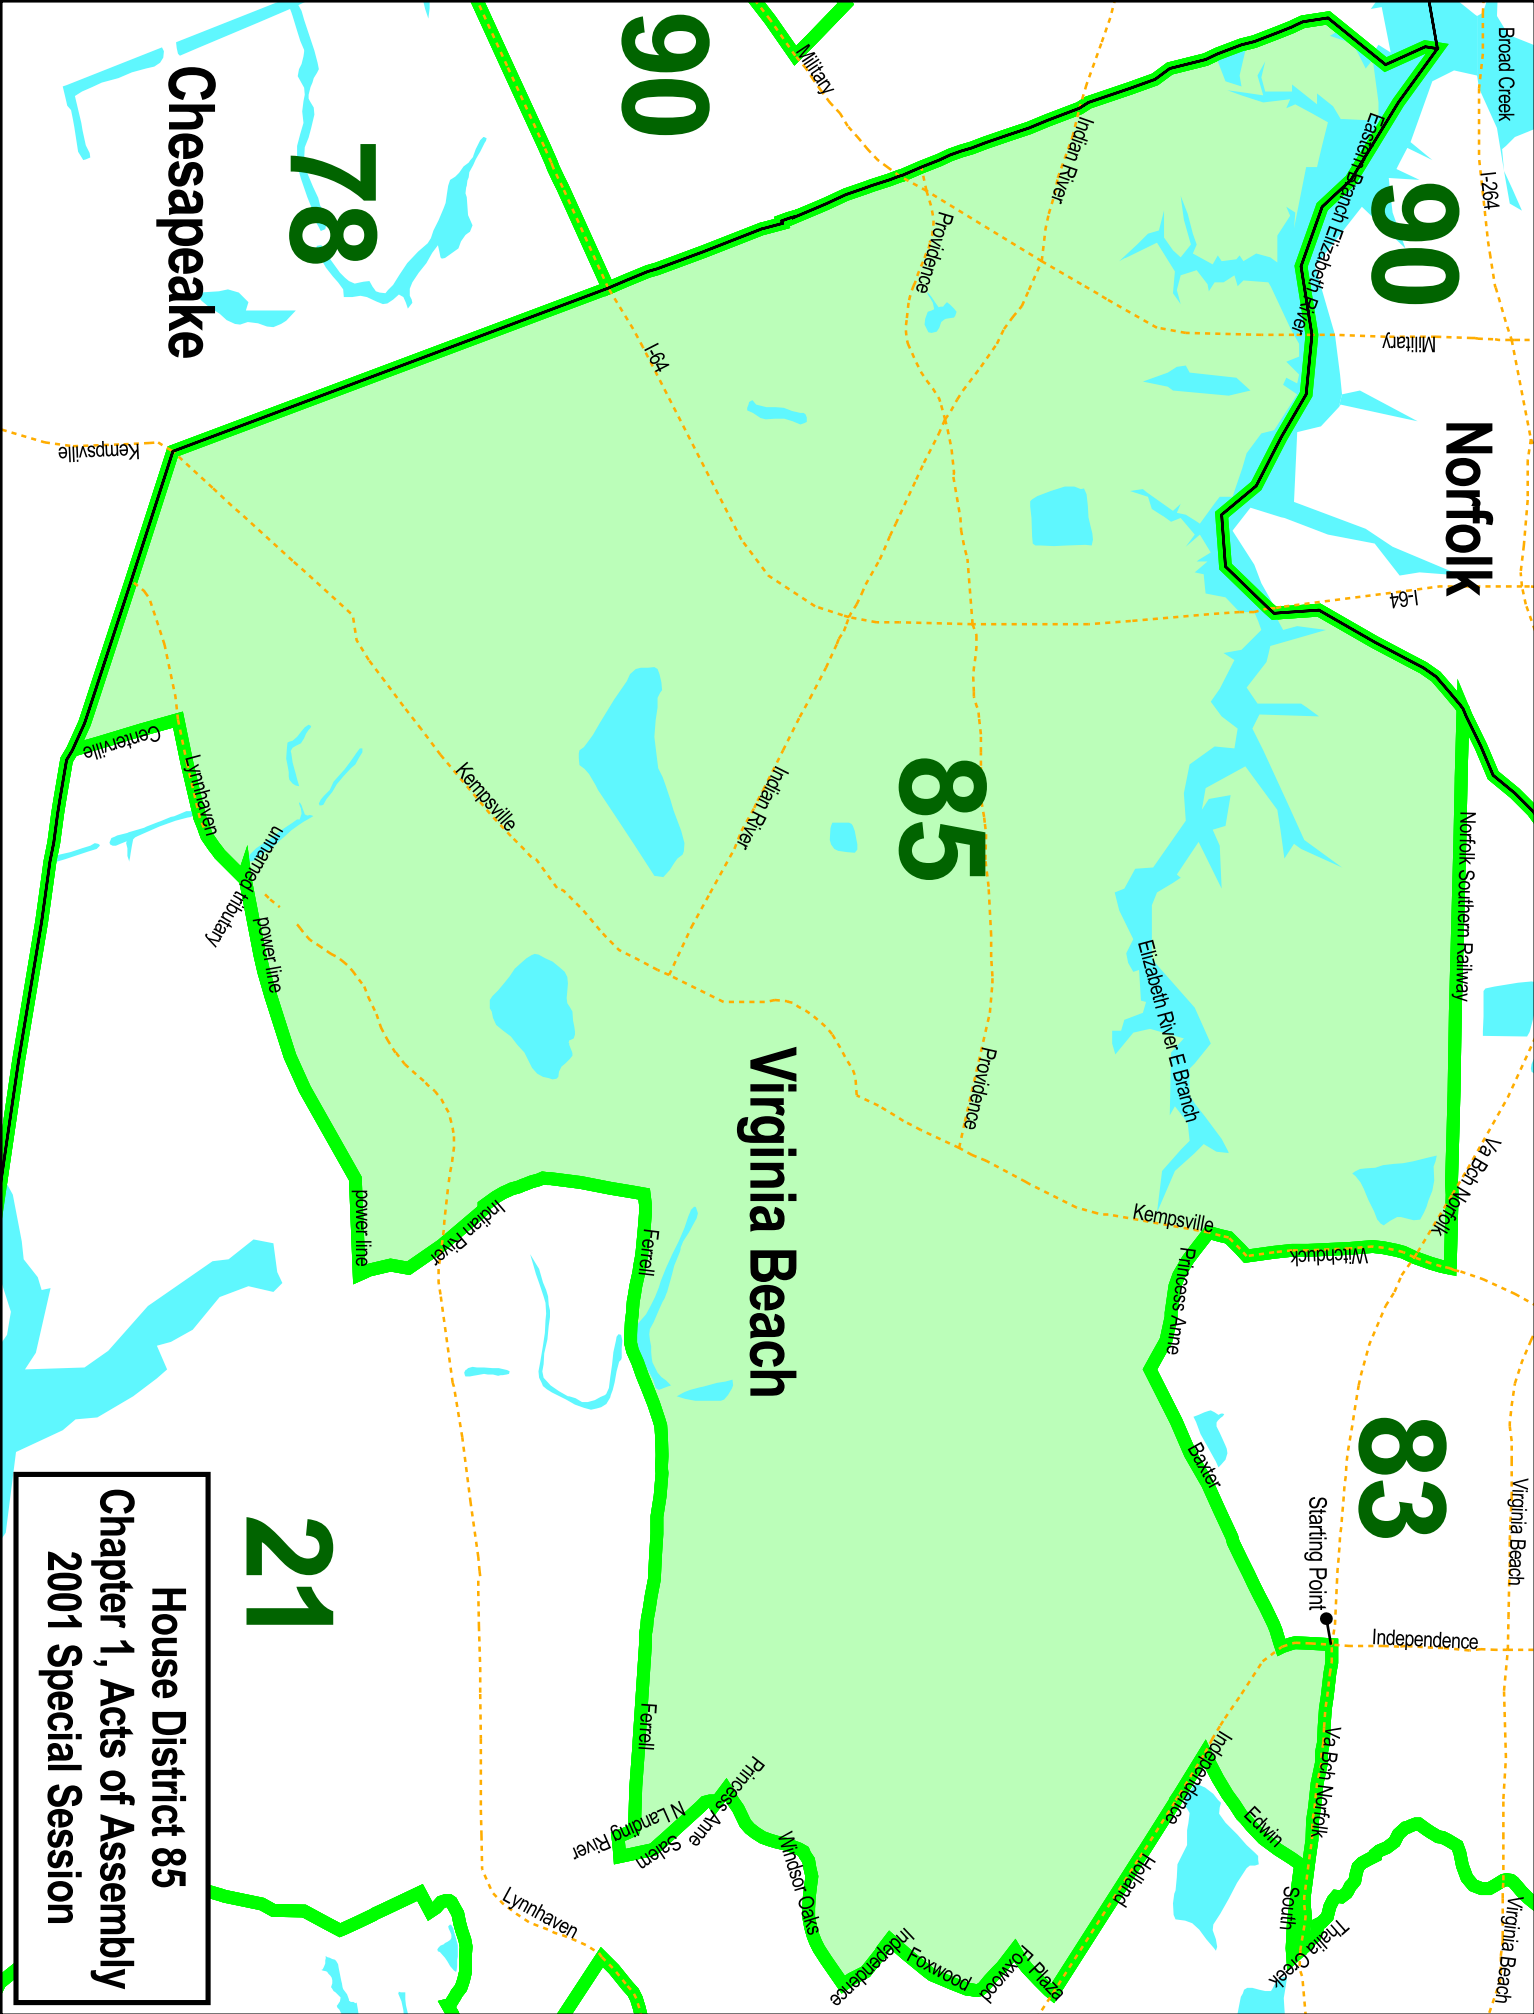 Broad Creek
I-264
90
Norfolk
Eastern Branch Elizabeth River
Military
I-64
Norfolk Southern Railway
Va Bch Norfolk
Witchduck
83
Virginia Beach
Starting Point
Independence
Va Bch Norfolk
Virginia Beach
South
Thalia Creek
Edwin
Independence
Holland
Baxter
Princess Anne
Kempsville
Elizabeth River E Branch
Indian River
Providence
90
Military
85
Providence
Virginia Beach
Plaza
Foxwood
Foxwood
Independence
Windsor Oaks
Princess Anne
Salem
N Landing River
Ferrell
Ferrell
Indian River
I-64
Kempsville
78
Chesapeake
Kempsville
Centerville
Lynnhaven
unnamed tributary
power line
power line
Indian River
21
Lynnhaven
House District 85
Chapter 1, Acts of Assembly
2001 Special Session